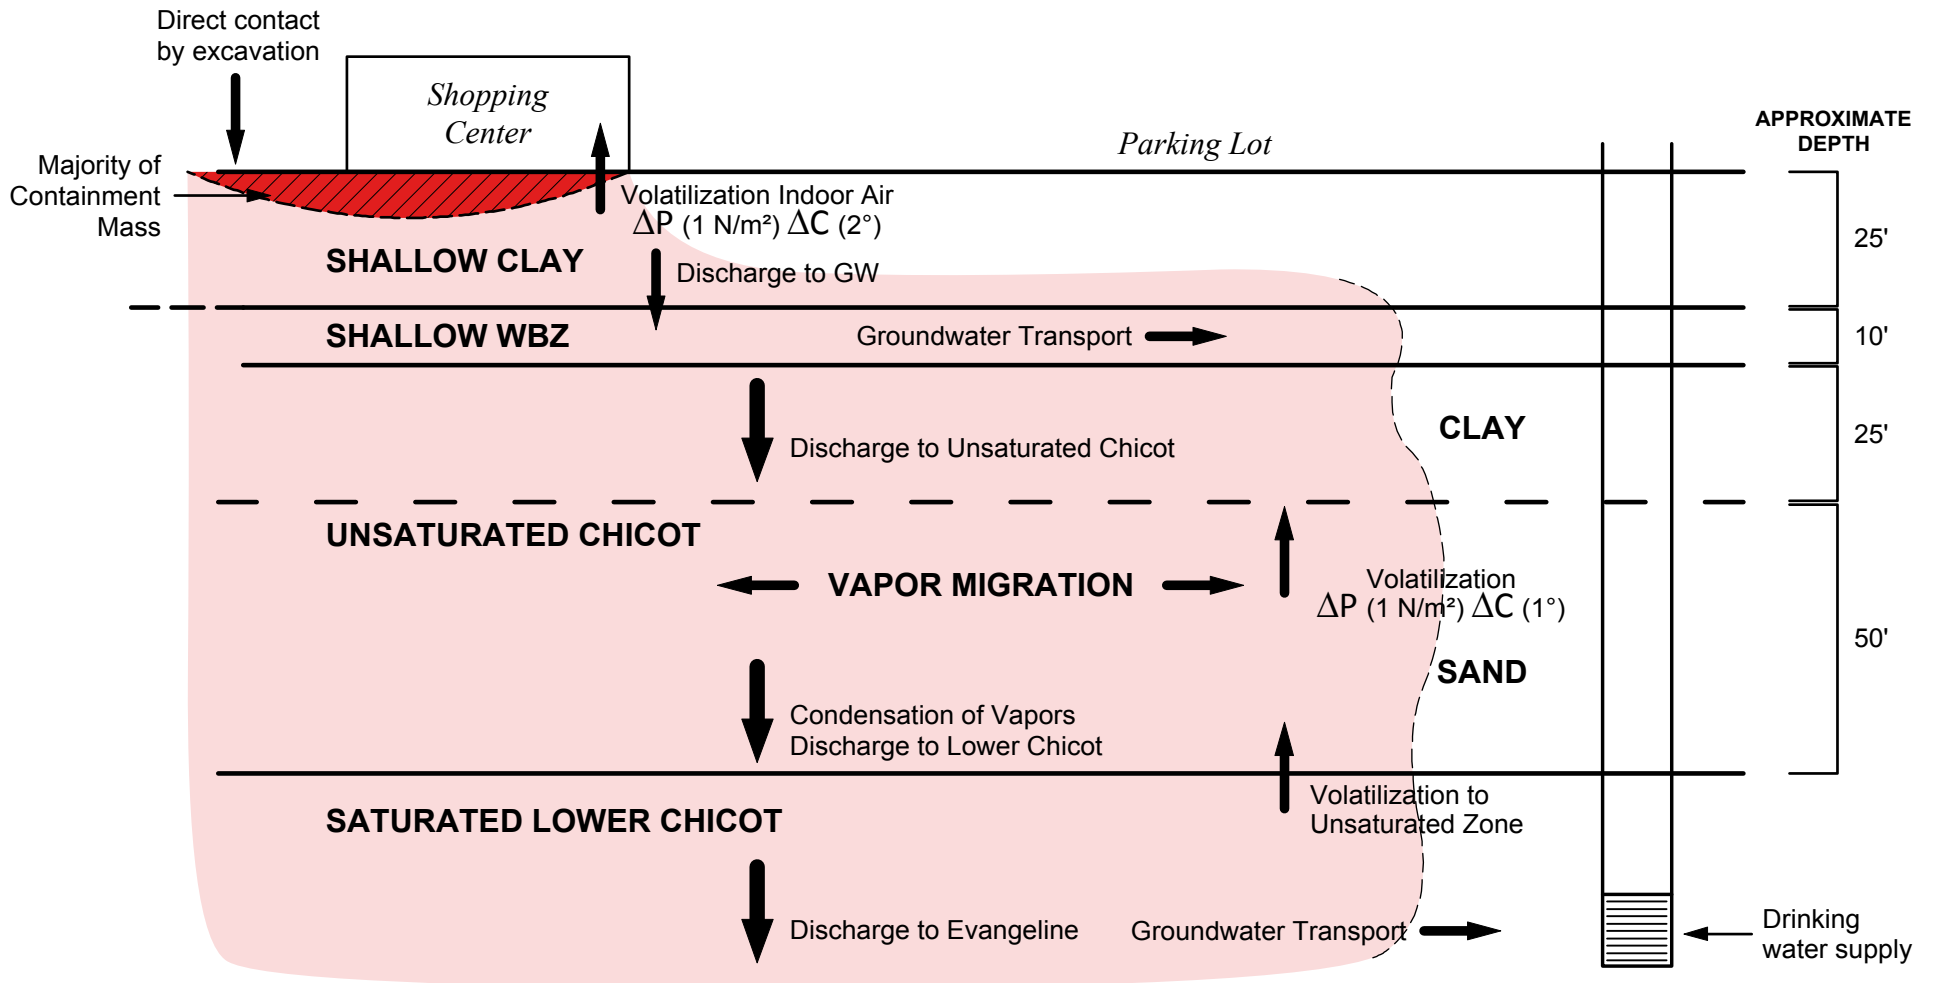 Direct contact
by excavation
Shopping
Center
Parking Lot
APPROXIMATE
DEPTH
Majority of
Containment
Mass
Volatilization Indoor Air
ΔP (1 N/m²) ΔC (2°)
SHALLOW CLAY
Discharge to GW
25'
SHALLOW WBZ
Groundwater Transport
10'
CLAY
Discharge to Unsaturated Chicot
25'
UNSATURATED CHICOT
VAPOR MIGRATION
Volatilization
ΔP (1 N/m²) ΔC (1°)
50'
SAND
Condensation of Vapors
Discharge to Lower Chicot
Volatilization to
Unsaturated Zone
SATURATED LOWER CHICOT
Discharge to Evangeline
Groundwater Transport
Drinking
water supply